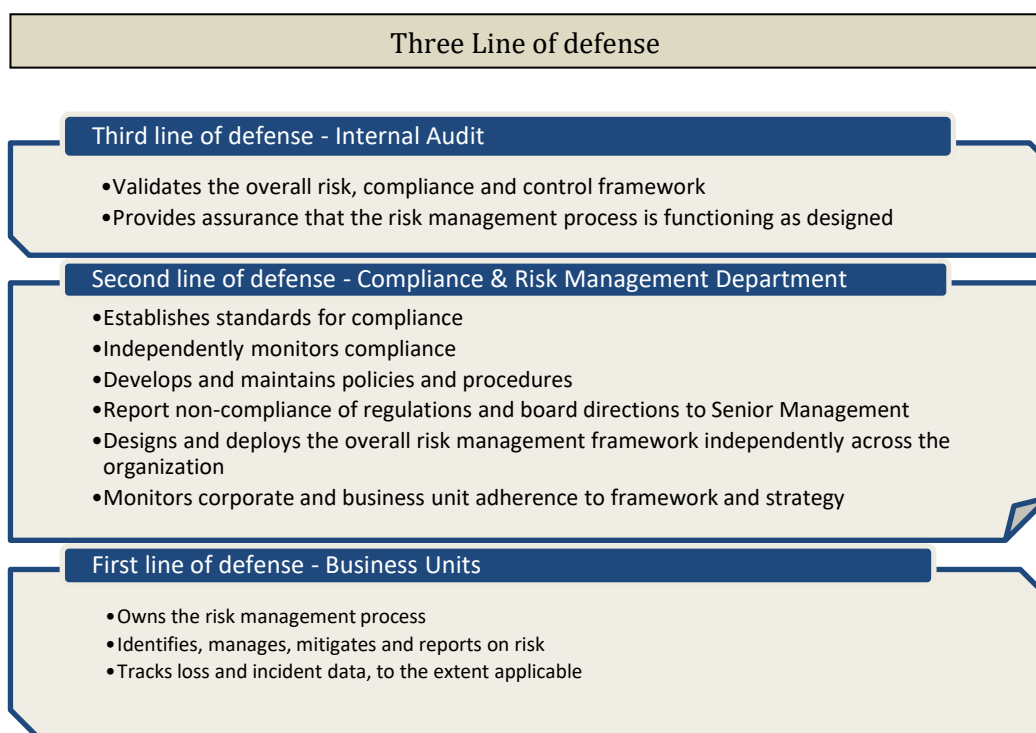 Three Line of defense
Third line of defense - Internal Audit
•Validates the overall risk, compliance and control framework
•Provides assurance that the risk management process is functioning as designed
Second line of defense - Compliance & Risk Management Department
•Establishes standards for compliance
•Independently monitors compliance
•Develops and maintains policies and procedures
•Report non-compliance of regulations and board directions to Senior Management
•Designs and deploys the overall risk management framework independently across the
organization
•Monitors corporate and business unit adherence to framework and strategy
First line of defense - Business Units
•Owns the risk management process
•Identifies, manages, mitigates and reports on risk
•Tracks loss and incident data, to the extent applicable